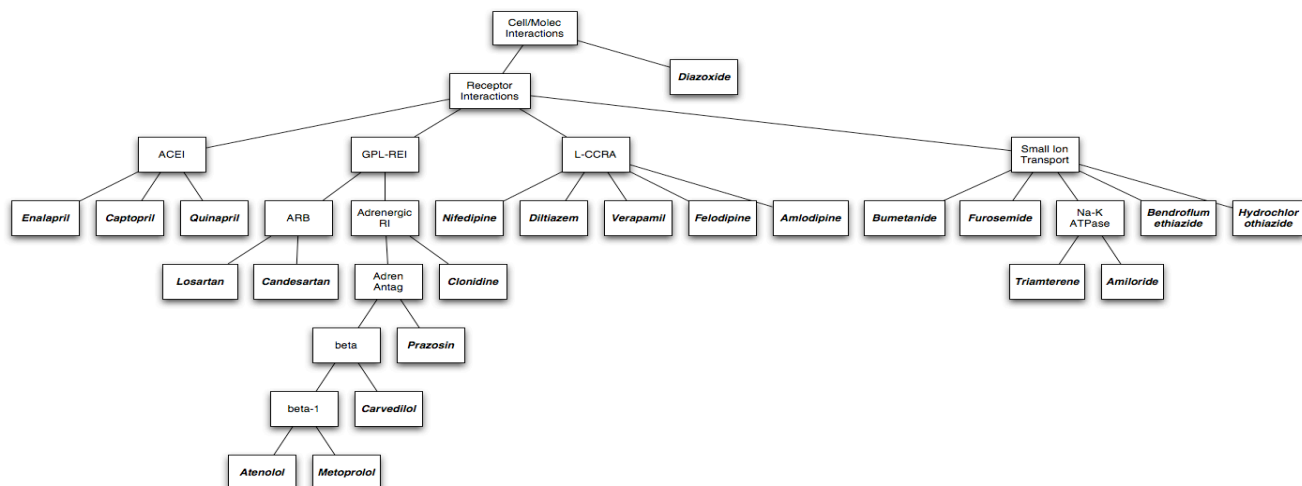 Cell/Molec
Interactions
Diazoxide
Receptor
Interactions
ACEI
GPL-REI
L-CCRA
Small Ion
Transport
Enalapril
Captopril
Quinapril
ARB
Adrenergic
RI
Nifedipine
Diltiazem
Verapamil
Felodipine
Amlodipine
Bumetanide
Furosemide
Na-K
ATPase
Bendroflum
ethiazide
Hydrochlor
othiazide
Losartan
Candesartan
Adren
Antag
Clonidine
Triamterene
Amiloride
beta
Prazosin
beta-1
Carvedilol
Atenolol
Metoprolol